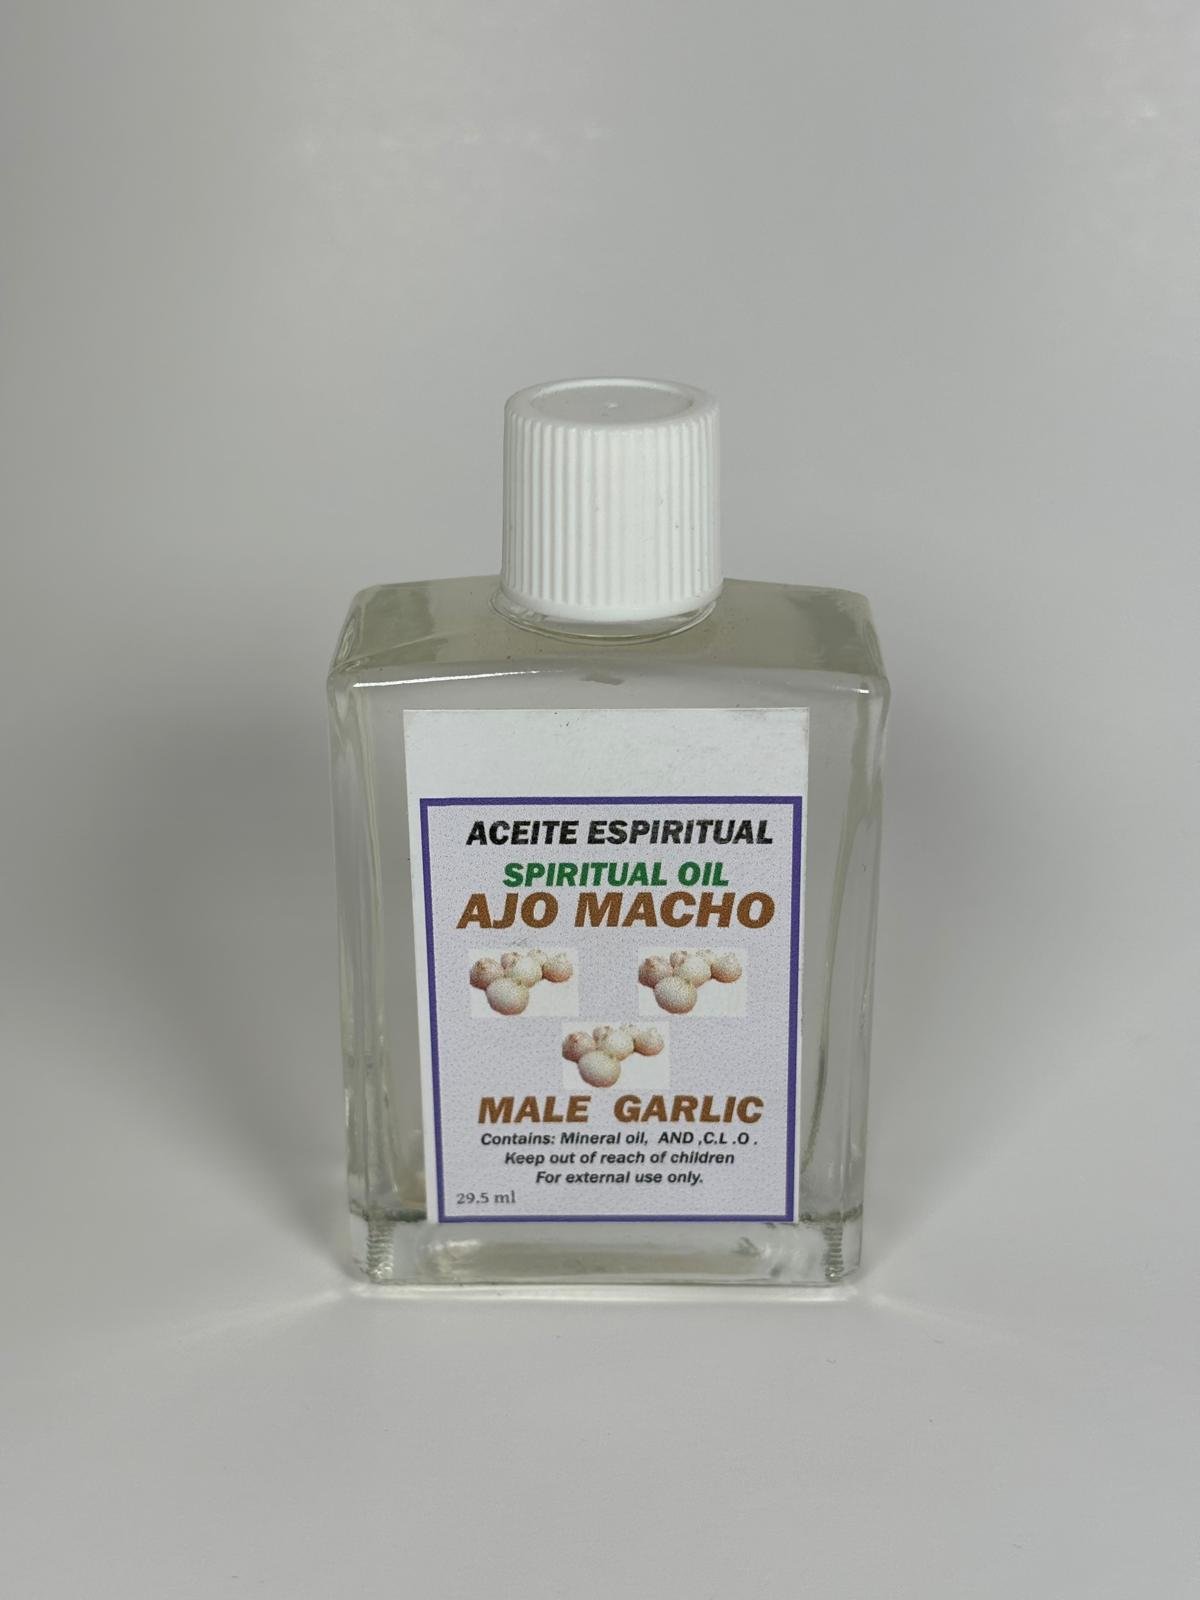 ACEITE ESPIRITUAL
SPIRITUAL OIL
AJO MACHO
MALE GARLIC
Contains: Mineral oil, AND ,C.L .O .
Keep out of reach of children
For external use only.
29.5 ml